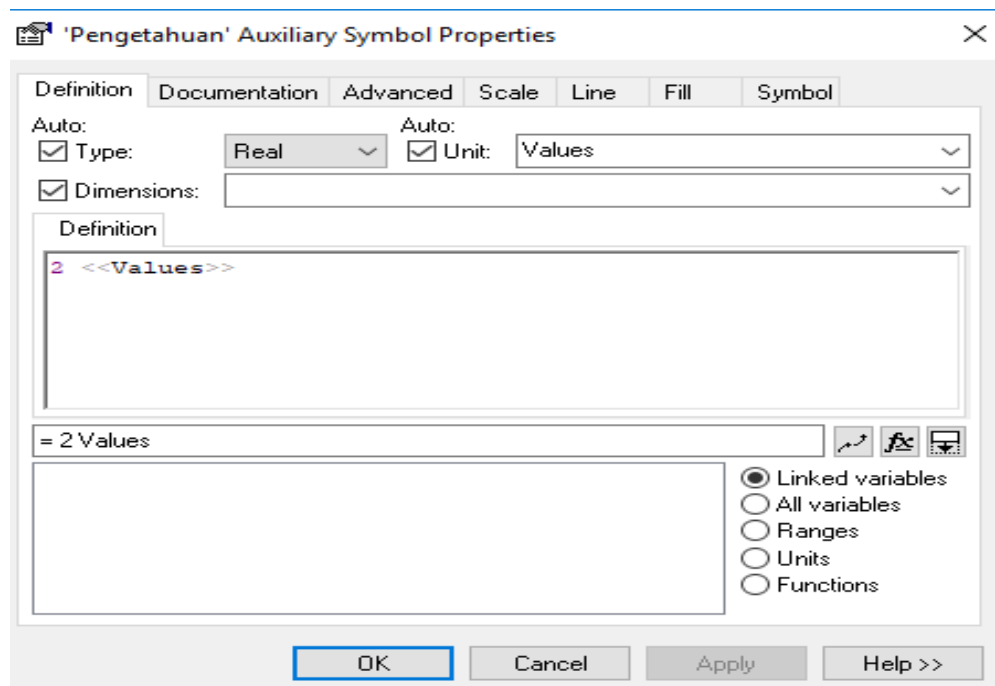 'Pengetahuan' Auxiliary Symbol Properties
Definition Documentation Advanced Scale Line Fill Symbol
Auto: Auto:
Type: Real Unit: Values
Dimensions:
Definition
2 <<Values>>
= 2 Values
fx
Linked variables
All variables
Ranges
Units
Functions
OK Cancel Apply Help >>